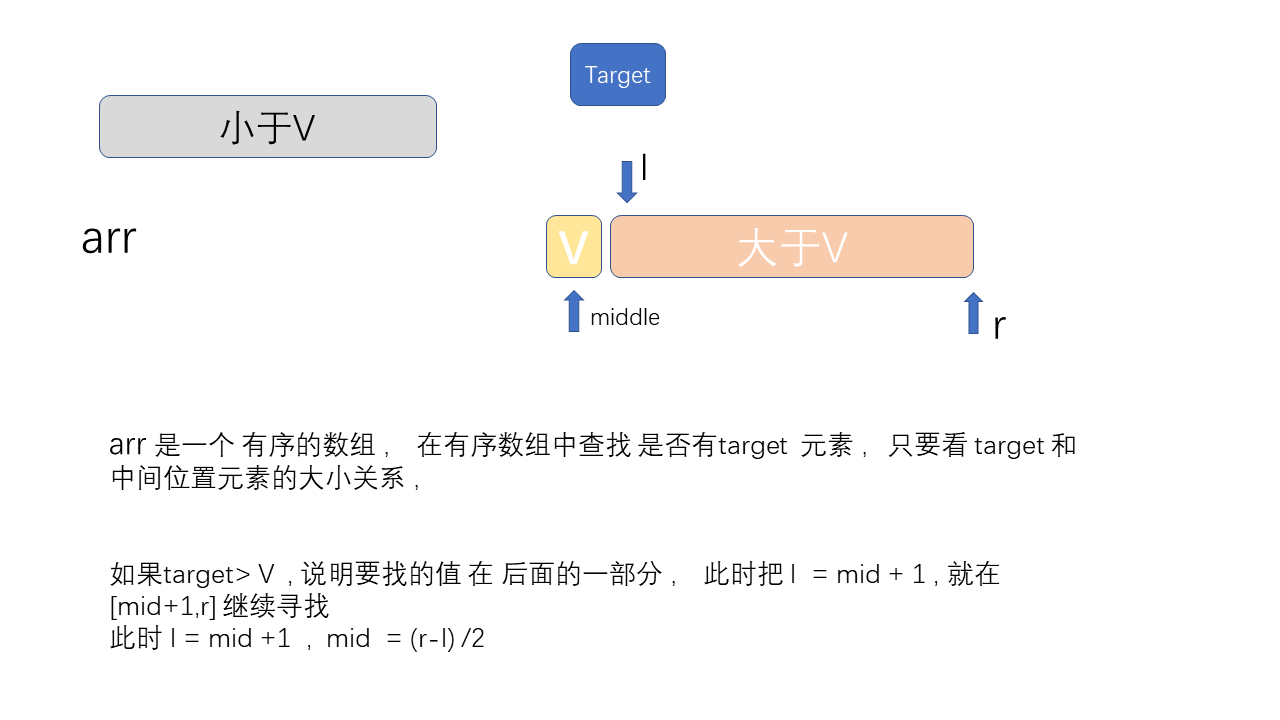 Target
小于V
l
arr
V
大于V
middle
r
arr 是一个 有序的数组 ， 在有序数组中查找 是否有target 元素 ， 只要看 target 和
中间位置元素的大小关系 ，
如果target> V ，说明要找的值 在 后面的一部分 ， 此时把 l = mid + 1 , 就在
[mid+1,r] 继续寻找
此时 l = mid +1 ，mid = (r-l) /2